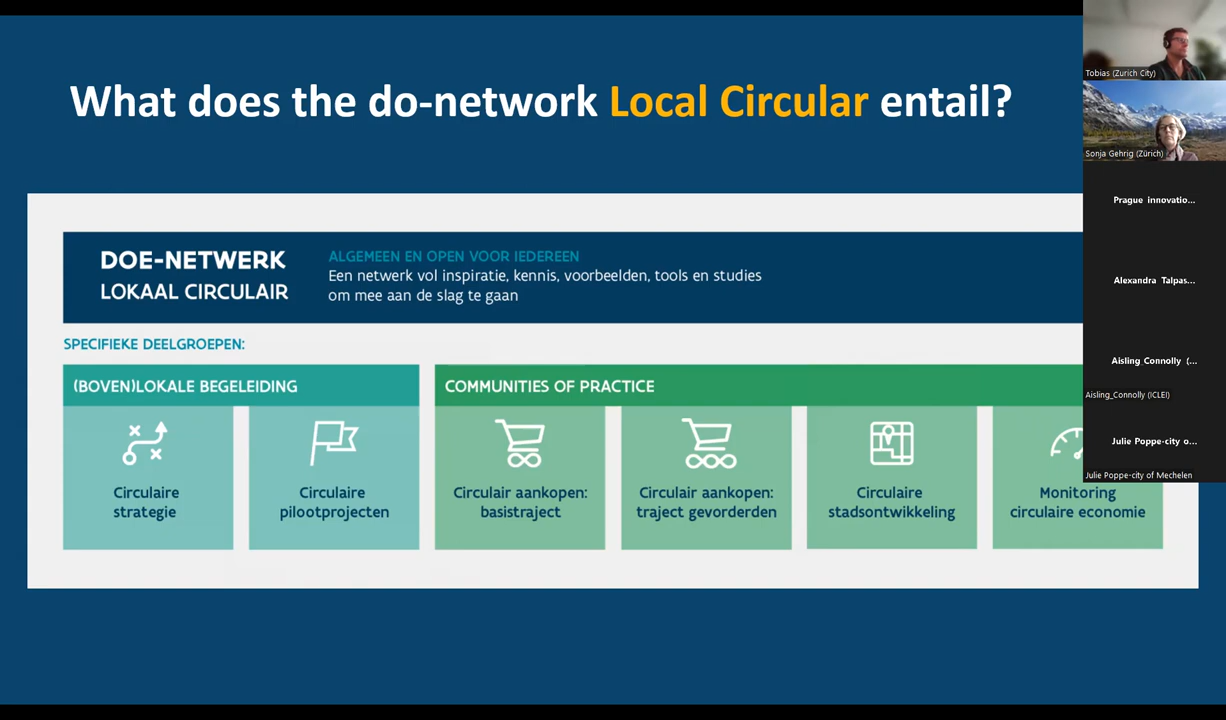 What does the do-network Local Circular entail?
DOE-NETWERK
LOKAAL CIRCULAIR
ALGEMEEN EN OPEN VOOR IEDEREEN
Een netwerk vol inspiratie, kennis, voorbeelden, tools en studies
om mee aan de slag te gaan
SPECIFIEKE DEELGROEPEN:
(BOVEN)LOKALE BEGELEIDING
Circulaire
strategie
Circulaire
pilootprojecten
COMMUNITIES OF PRACTICE
Circulair aankopen:
basistraject
Circulair aankopen:
traject gevorderden
Circulaire
stadsontwikkeling
Monitoring
circulaire economie
Tobias (Zurich City)
Sonja Gehrig (Zürich)
Prague innovatio...
Alexandra Talpas...
Aisling Connolly (...
Aisling_Connolly (ICLEI)
Julie Poppe-city o...
Julie Poppe-city of Mechelen